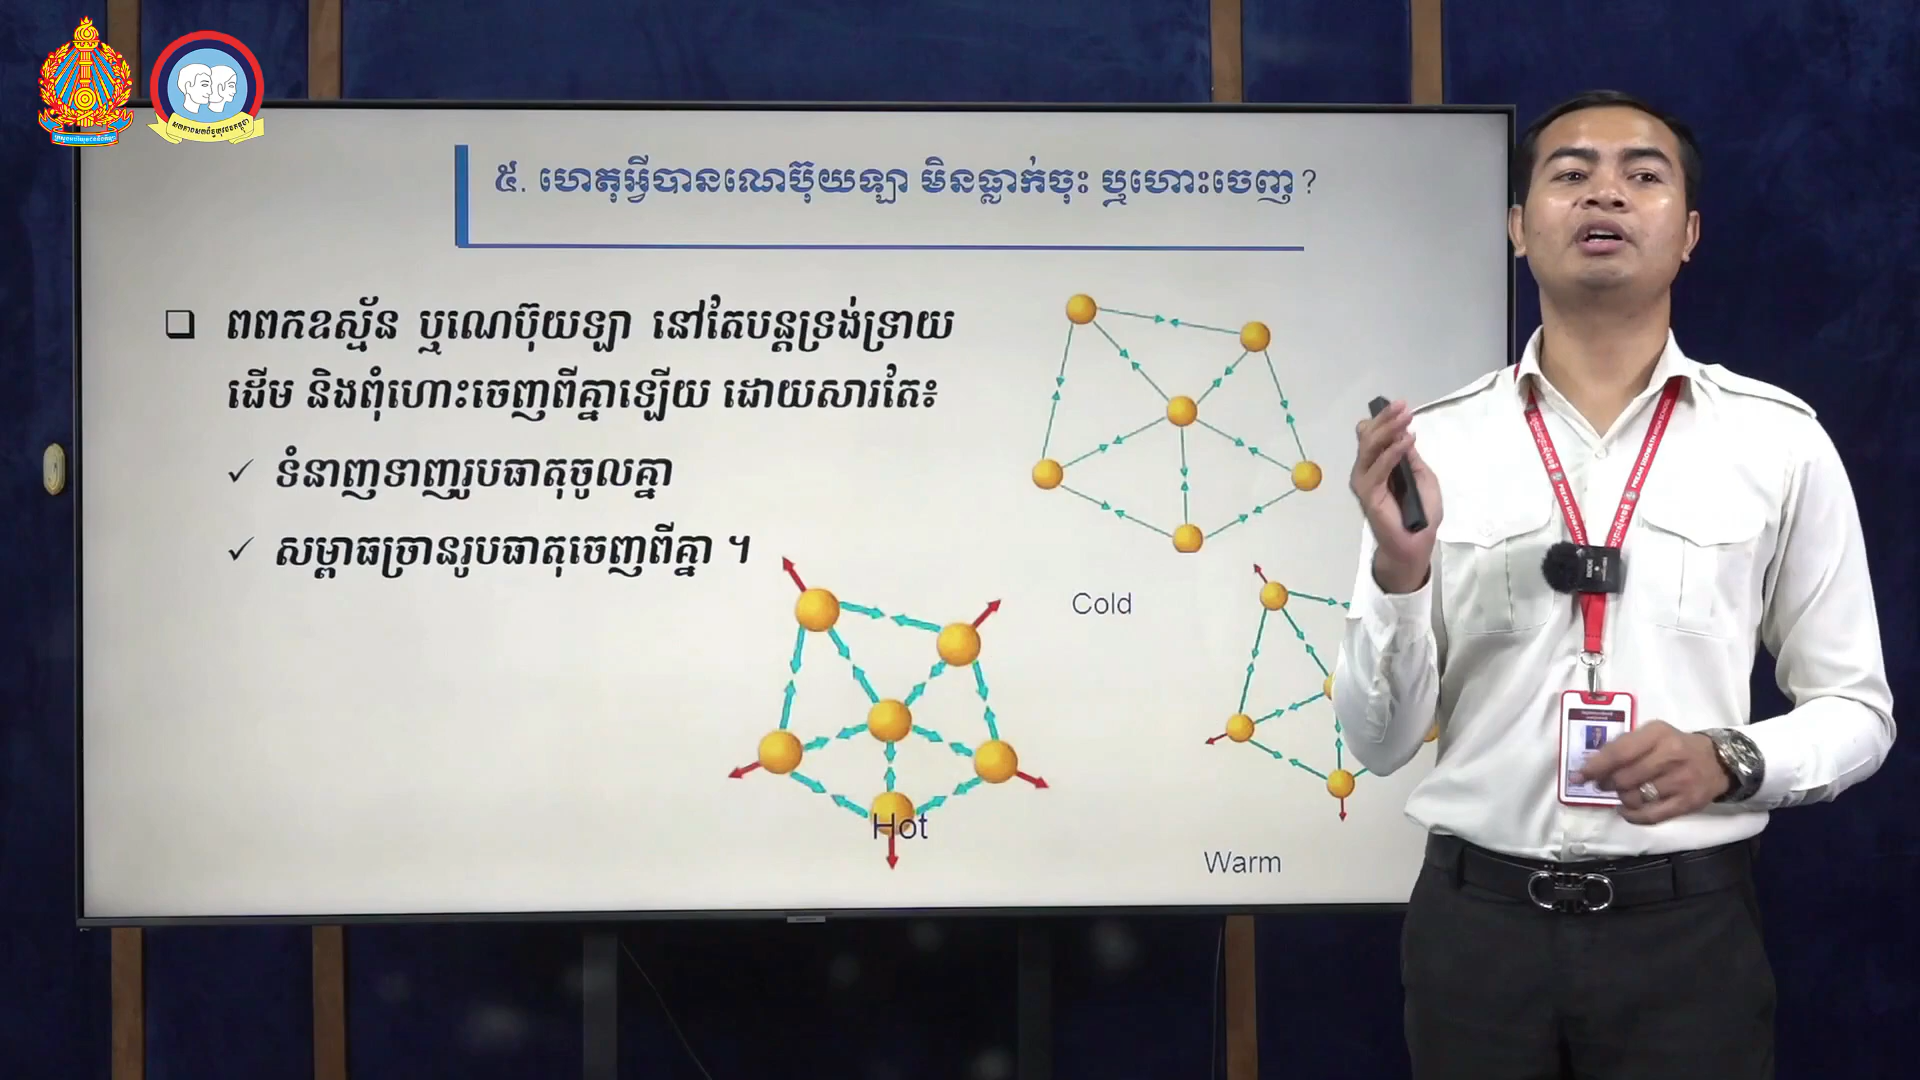 ៥. ហេតុអ្វីបានណេប៊ុយឡា មិនធ្លាក់ចុះ ឬហោះចេញ?
ពពកឧស្ម័ន ឬណេប៊ុយឡា នៅតែបន្តទ្រង់ទ្រាយ
ដើម និងពុំហោះចេញពីគ្នាឡើយ ដោយសារតែ៖
ទំនាញទាញរូបធាតុចូលគ្នា
សម្ពាធច្រានរូបធាតុចេញពីគ្នា ។
Cold
Hot
Warm